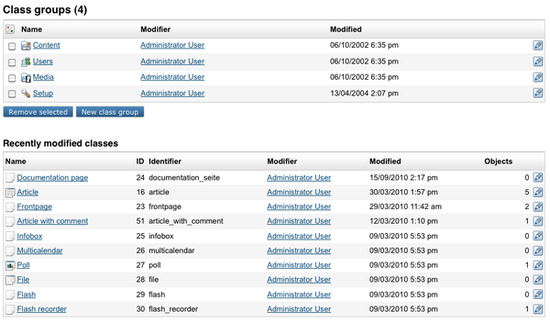 Class groups (4)
Name Modifier Modified
Content Administrator User 06/10/2002 6:35 pm
Users Administrator User 06/10/2002 6:35 pm
Media Administrator User 06/10/2002 6:35 pm
Setup Administrator User 13/04/2004 2:07 pm
Remove selected New class group
Recently modified classes
Name ID Identifier Modifier Modified Objects
Documentation page 24 documentation_seite Administrator User 15/09/2010 2:17 pm 0
Article 16 article Administrator User 30/03/2010 1:57 pm 5
Frontpage 23 frontpage Administrator User 29/03/2010 11:42 am 2
Article with comment 51 article_with_comment Administrator User 12/03/2010 1:10 pm 1
Infobox 25 infobox Administrator User 09/03/2010 5:53 pm 0
Multicalendar 26 multicalendar Administrator User 09/03/2010 5:53 pm 0
Poll 27 poll Administrator User 09/03/2010 5:53 pm 1
File 28 file Administrator User 09/03/2010 5:53 pm 0
Flash 29 flash Administrator User 09/03/2010 5:53 pm 0
Flash recorder 30 flash_recorder Administrator User 09/03/2010 5:53 pm 1